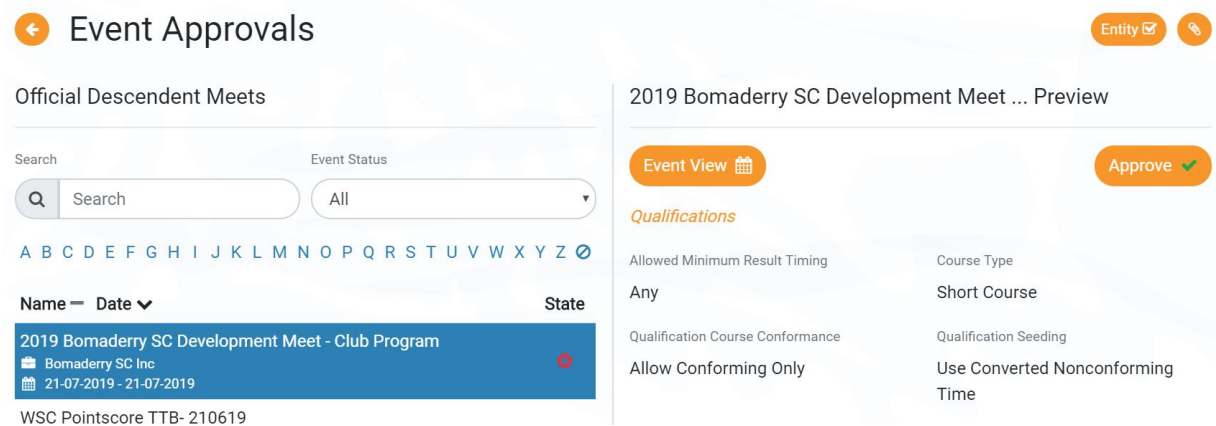 Event Approvals
Entity
Official Descendent Meets
Search
Event Status
Search
All
A B C D E F G H I J K L M N O P Q R S T U V W X Y Z
Name Date State
2019 Bomaderry SC Development Meet - Club Program
Bomaderry SC Inc
21-07-2019 - 21-07-2019
WSC Pointscore TTB- 210619
2019 Bomaderry SC Development Meet ... Preview
Event View
Approve
Qualifications
Allowed Minimum Result Timing
Any
Course Type
Short Course
Qualification Course Conformance
Allow Conforming Only
Qualification Seeding
Use Converted Nonconforming
Time